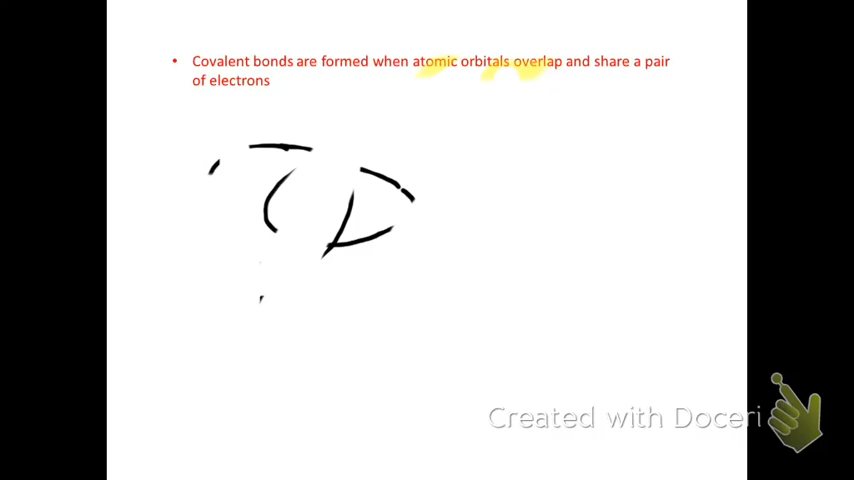 • Covalent bonds are formed when atomic orbitals overlap and share a pair
of electrons
Created with Doceri